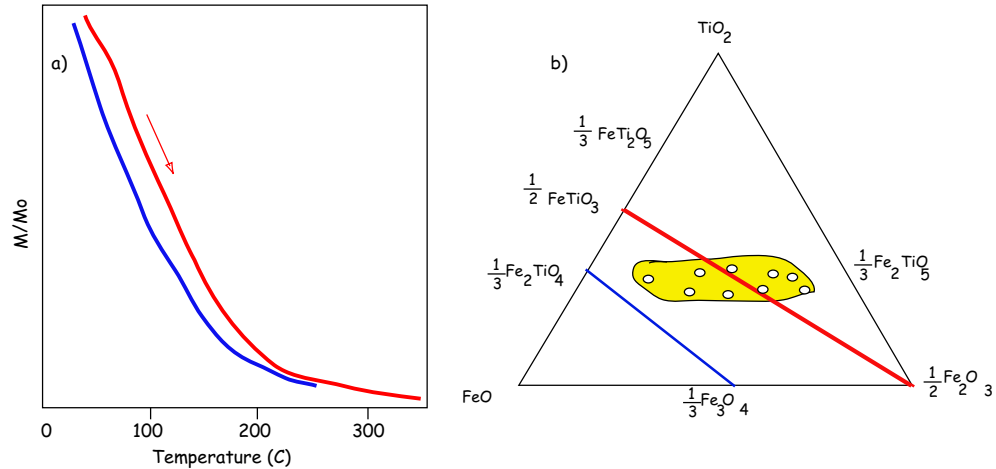 a)
M/Mo
0 100 200 300
Temperature (C)
b)
TiO2
1/3 FeTi2O5
1/2 FeTiO3
1/3 Fe2TiO4
1/3 Fe2TiO5
FeO
1/3 Fe3O4
1/2 Fe2O3